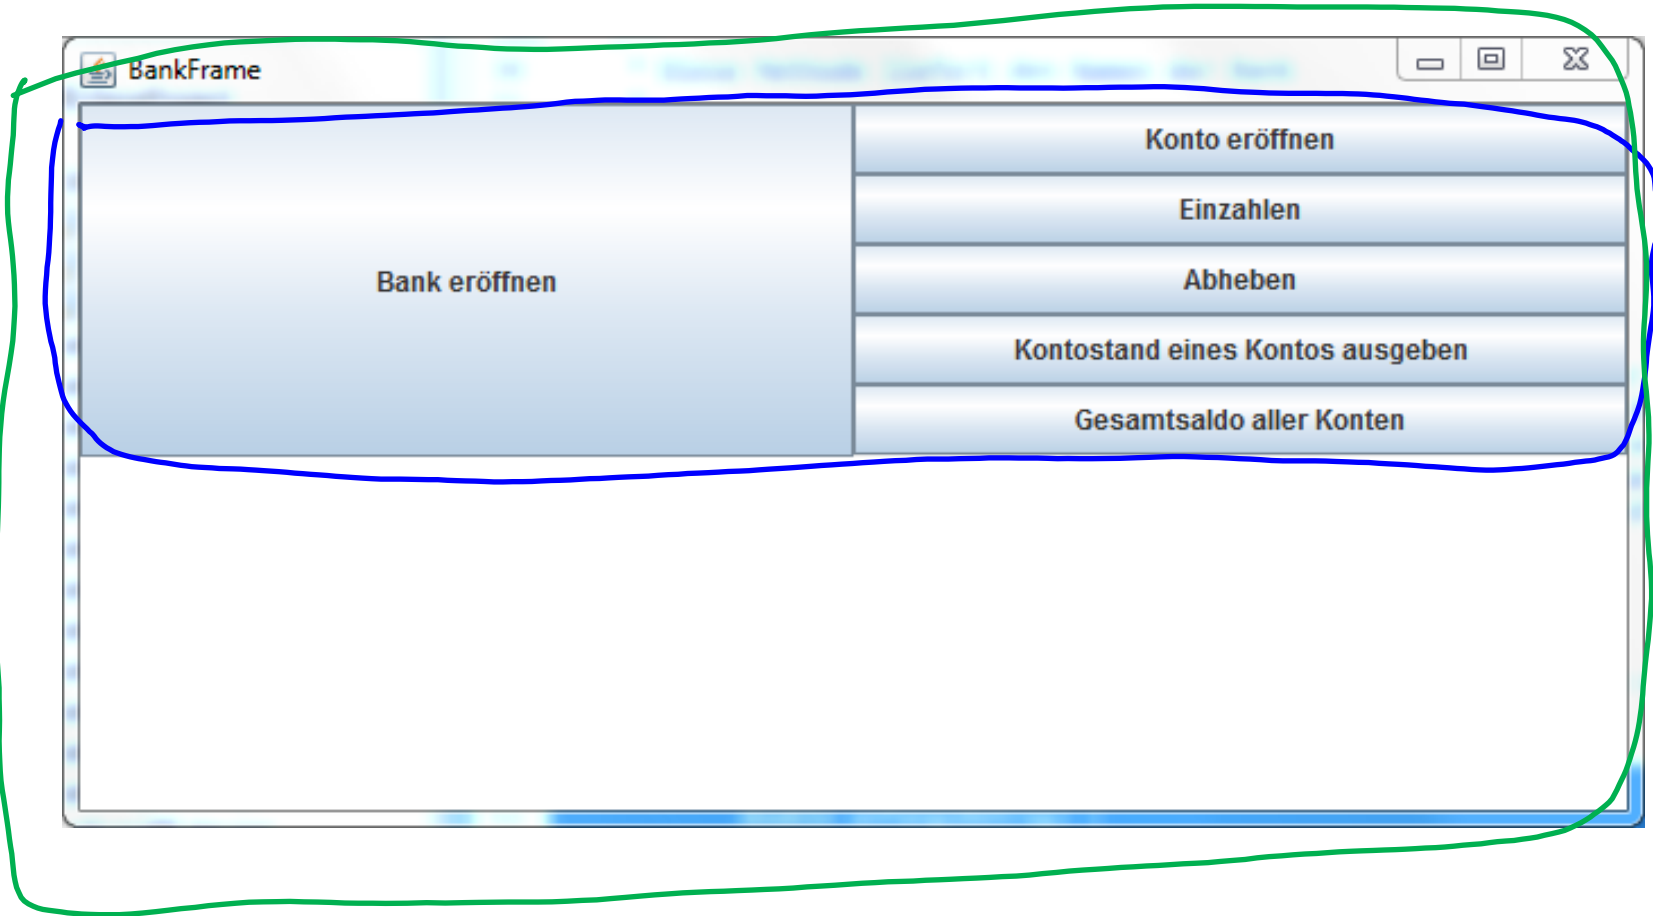 BankFrame
Bank eröffnen
Konto eröffnen
Einzahlen
Abheben
Kontostand eines Kontos ausgeben
Gesamtsaldo aller Konten